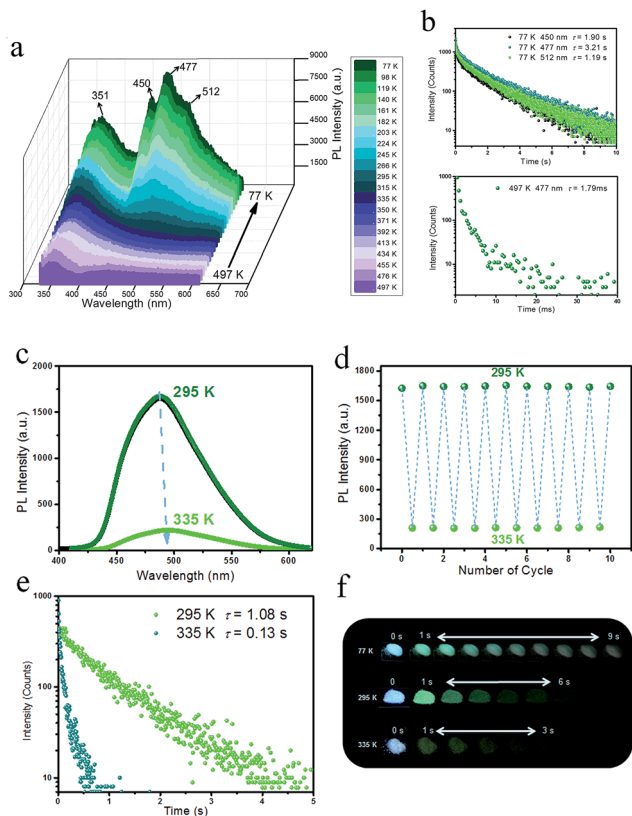 a
351
450
477
512
9000
7500
6000
4500
3000
1500
PL Intensity (a.u.)
77 K
497 K
300
350
400
450
500
550
600
650
700
Wavelength (nm)
77 K
98 K
119 K
140 K
161 K
182 K
203 K
224 K
245 K
266 K
295 K
315 K
335 K
350 K
371 K
392 K
413 K
434 K
455 K
476 K
497 K
b
77 K 450 nm τ = 1.90 s
77 K 477 nm τ = 3.21 s
77 K 512 nm τ = 1.19 s
Intensity (Counts)
1000
100
10
0 2 4 6 8 10
Time (s)
497 K 477 nm τ = 1.79ms
Intensity (Counts)
1000
100
10
0 10 20 30 40
Time (ms)
c
295 K
335 K
PL Intensity (a.u.)
2000
1500
1000
500
0
400 450 500 550 600
Wavelength (nm)
d
295 K
335 K
PL Intensity (a.u.)
1800
1500
1200
900
600
300
0
0 2 4 6 8 10
Number of Cycle
e
295 K τ = 1.08 s
335 K τ = 0.13 s
Intensity (Counts)
1000
100
10
0 1 2 3 4 5
Time (s)
f
0 s 1 s 9 s
77 K
0 1 s 6 s
295 K
0 s 1 s 3 s
335 K